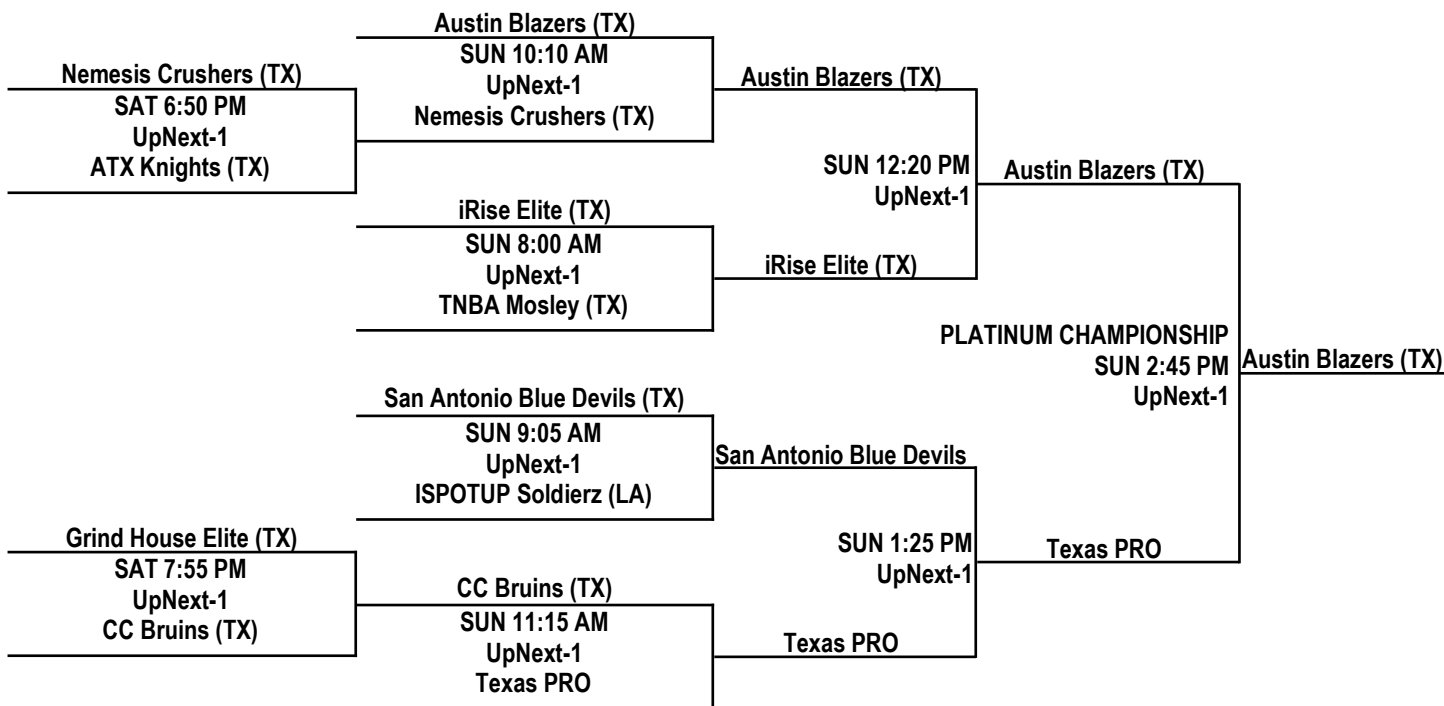 Nemesis Crushers (TX)
SAT 6:50 PM
UpNext-1
ATX Knights (TX)
Grind House Elite (TX)
SAT 7:55 PM
UpNext-1
CC Bruins (TX)
Austin Blazers (TX)
SUN 10:10 AM
UpNext-1
Nemesis Crushers (TX)
iRise Elite (TX)
SUN 8:00 AM
UpNext-1
TNBA Mosley (TX)
San Antonio Blue Devils (TX)
SUN 9:05 AM
UpNext-1
ISPOTUP Soldierz (LA)
CC Bruins (TX)
SUN 11:15 AM
UpNext-1
Texas PRO
Austin Blazers (TX)
SUN 12:20 PM
UpNext-1
iRise Elite (TX)
San Antonio Blue Devils
SUN 1:25 PM
UpNext-1
Texas PRO
Austin Blazers (TX)
PLATINUM CHAMPIONSHIP
SUN 2:45 PM
UpNext-1
Texas PRO
Austin Blazers (TX)